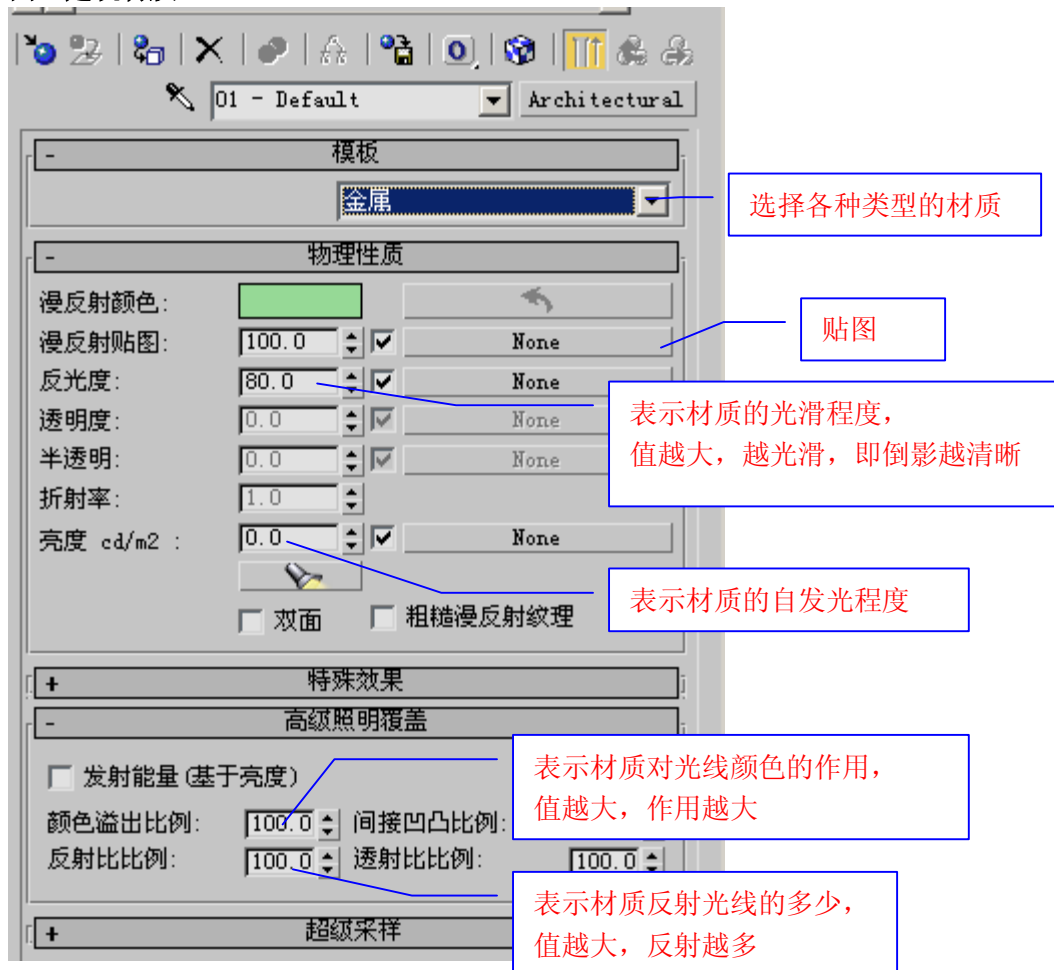 01 - Default
Architectural
- 模板
金属
选择各种类型的材质
- 物理性质
漫反射颜色:
漫反射贴图: 100.0 None
贴图
反光度: 80.0 None
表示材质的光滑程度，
值越大，越光滑，即倒影越清晰
透明度: 0.0 None
半透明: 0.0 None
折射率: 1.0
亮度 cd/m2 : 0.0 None
表示材质的自发光程度
双面 粗糙漫反射纹理
+ 特殊效果
- 高级照明覆盖
发射能量(基于亮度)
表示材质对光线颜色的作用，
值越大，作用越大
颜色溢出比例: 100.0 间接凹凸比例:
反射比比例: 100.0 透射比比例: 100.0
表示材质反射光线的多少，
值越大，反射越多
+ 超级采样